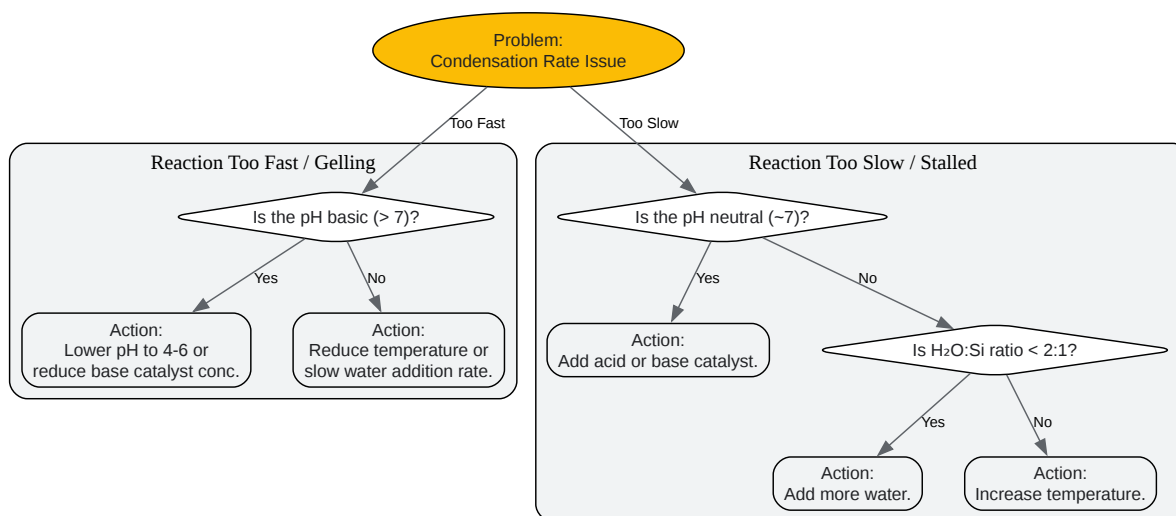 Problem:
Condensation Rate Issue
Too Fast
Too Slow
Reaction Too Fast / Gelling
Is the pH basic (> 7)?
Yes
No
Action:
Lower pH to 4-6 or
reduce base catalyst conc.
Action:
Reduce temperature or
slow water addition rate.
Reaction Too Slow / Stalled
Is the pH neutral (~7)?
Yes
No
Action:
Add acid or base catalyst.
Is H₂O:Si ratio < 2:1?
Yes
No
Action:
Add more water.
Action:
Increase temperature.